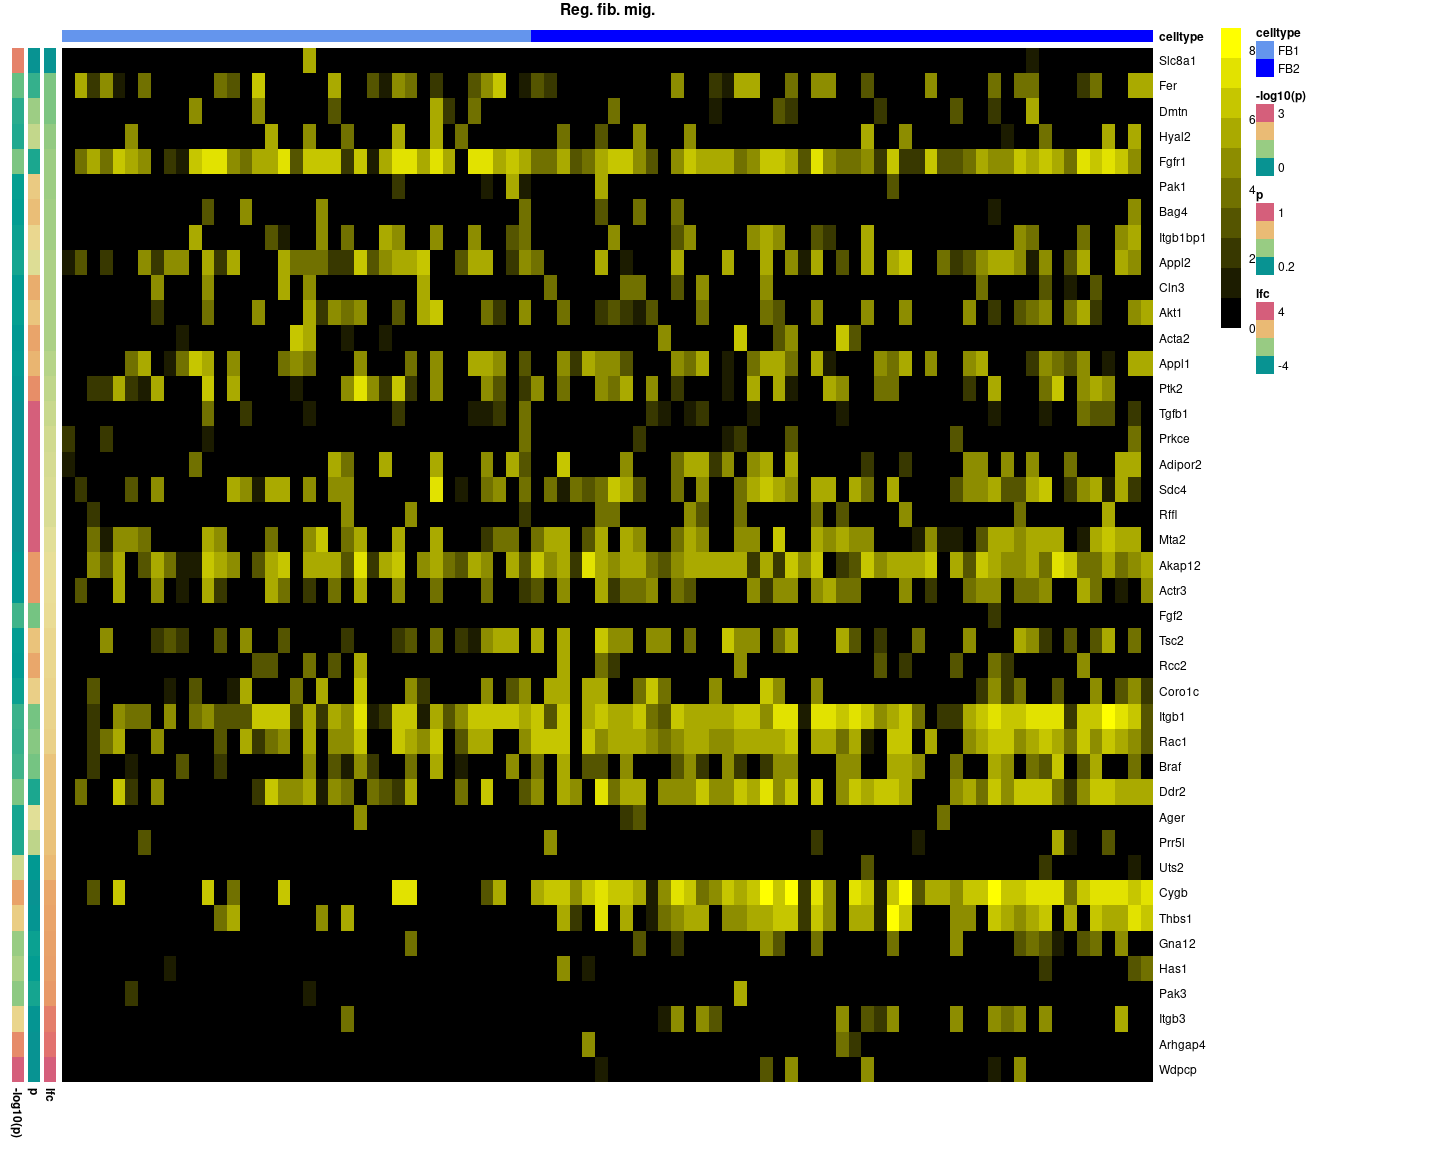 Reg. fib. mig.
celltype
Slc8a1
Fer
Dmtn
Hyal2
Fgfr1
Pak1
Bag4
Itgb1bp1
Appl2
Cln3
Akt1
Acta2
Appl1
Ptk2
Tgfb1
Prkce
Adipor2
Sdc4
Rffl
Mta2
Akap12
Actr3
Fgf2
Tsc2
Rcc2
Coro1c
Itgb1
Rac1
Braf
Ddr2
Ager
Prr5l
Uts2
Cygb
Thbs1
Gna12
Has1
Pak3
Itgb3
Arhgap4
Wdpcp
8
6
4
2
0
celltype
FB1
FB2
-log10(p)
3
0
p
1
0.2
lfc
4
-4
-log10(p)
p
lfc